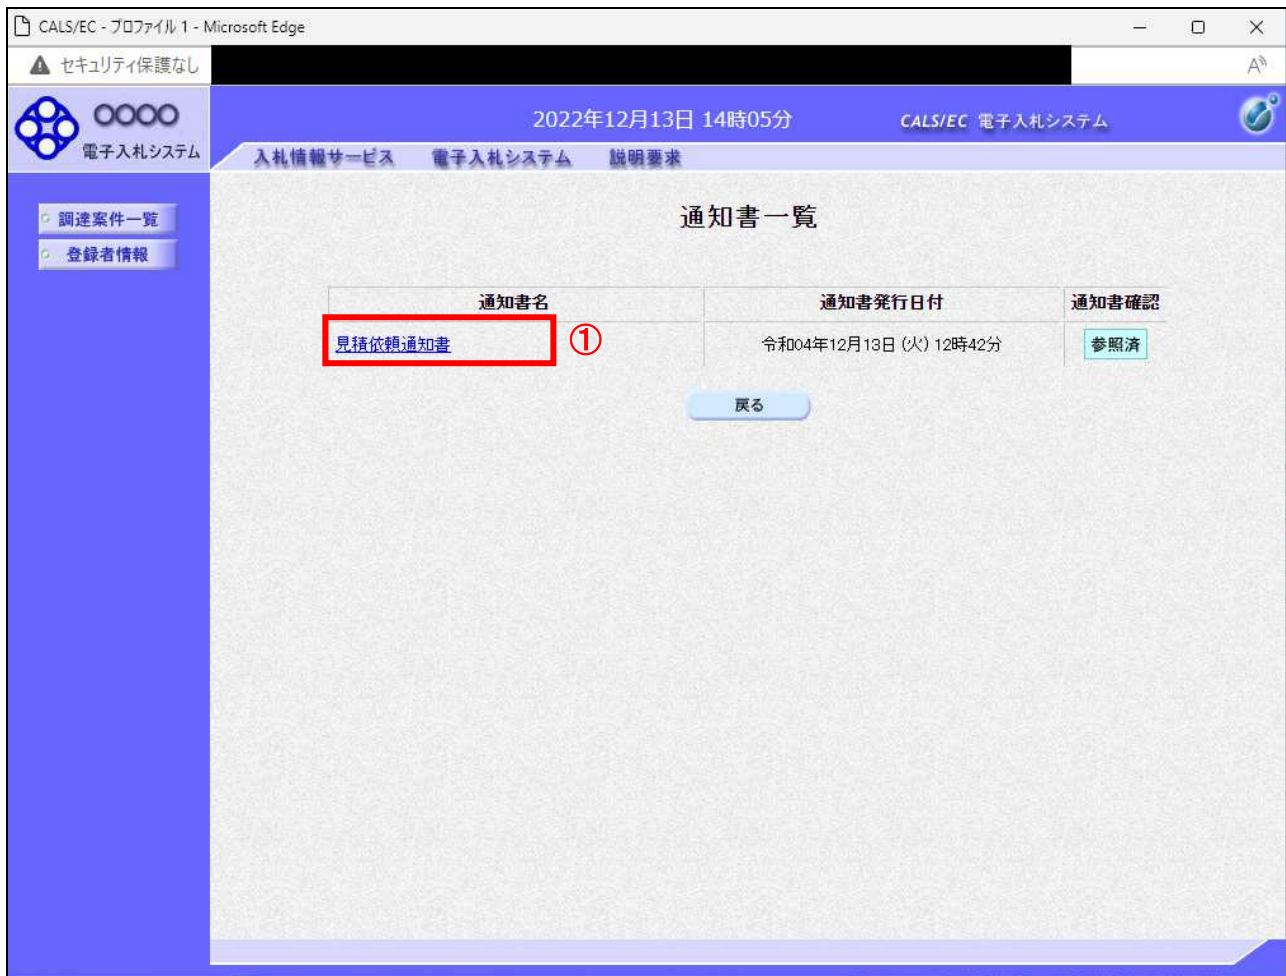 CALS/EC - プロファイル 1 - Microsoft Edge
セキュリティ保護なし
○○○○
電子入札システム
2022年12月13日 14時05分
CALS/EC 電子入札システム
入札情報サービス 電子入札システム 説明要求
調達案件一覧
登録者情報
通知書一覧
通知書名 通知書発行日付 通知書確認
見積依頼通知書 ① 令和04年12月13日 (火) 12時42分 参照済
戻る